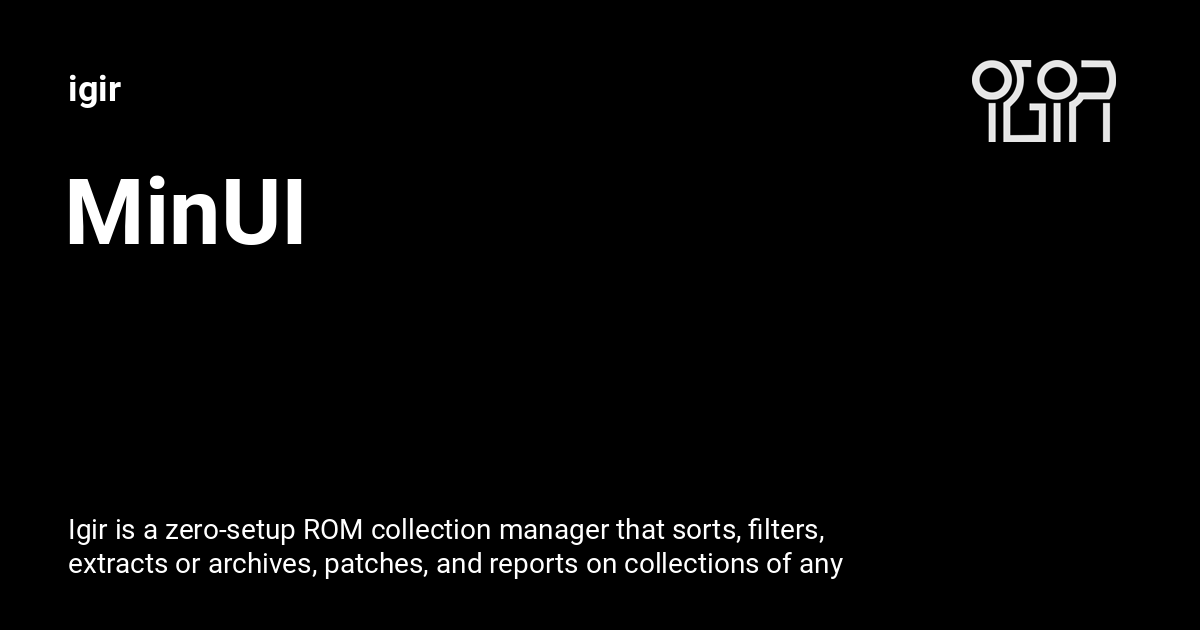 igir
IGIR
MinUI
Igir is a zero-setup ROM collection manager that sorts, filters,
extracts or archives, patches, and reports on collections of any